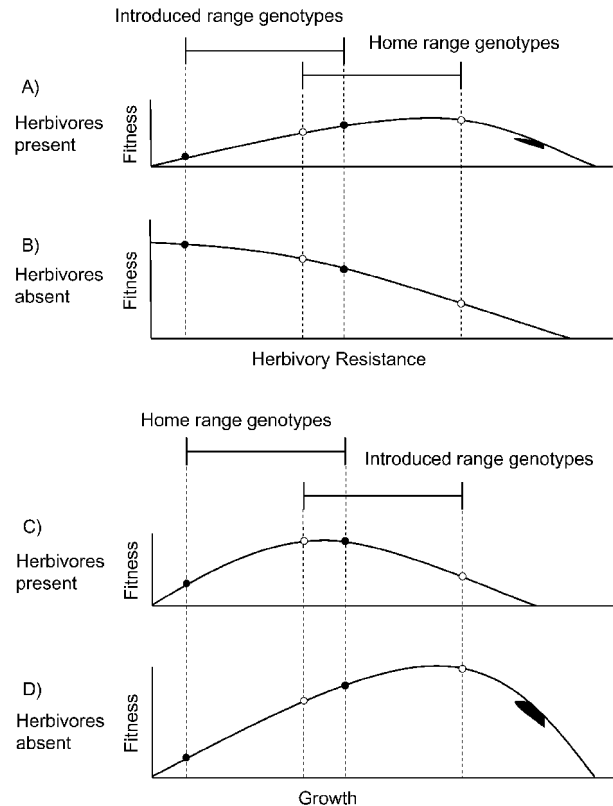 Introduced range genotypes
Home range genotypes
A)
Herbivores
present
Fitness
B)
Herbivores
absent
Fitness
Herbivory Resistance
Home range genotypes
Introduced range genotypes
C)
Herbivores
present
Fitness
D)
Herbivores
absent
Fitness
Growth